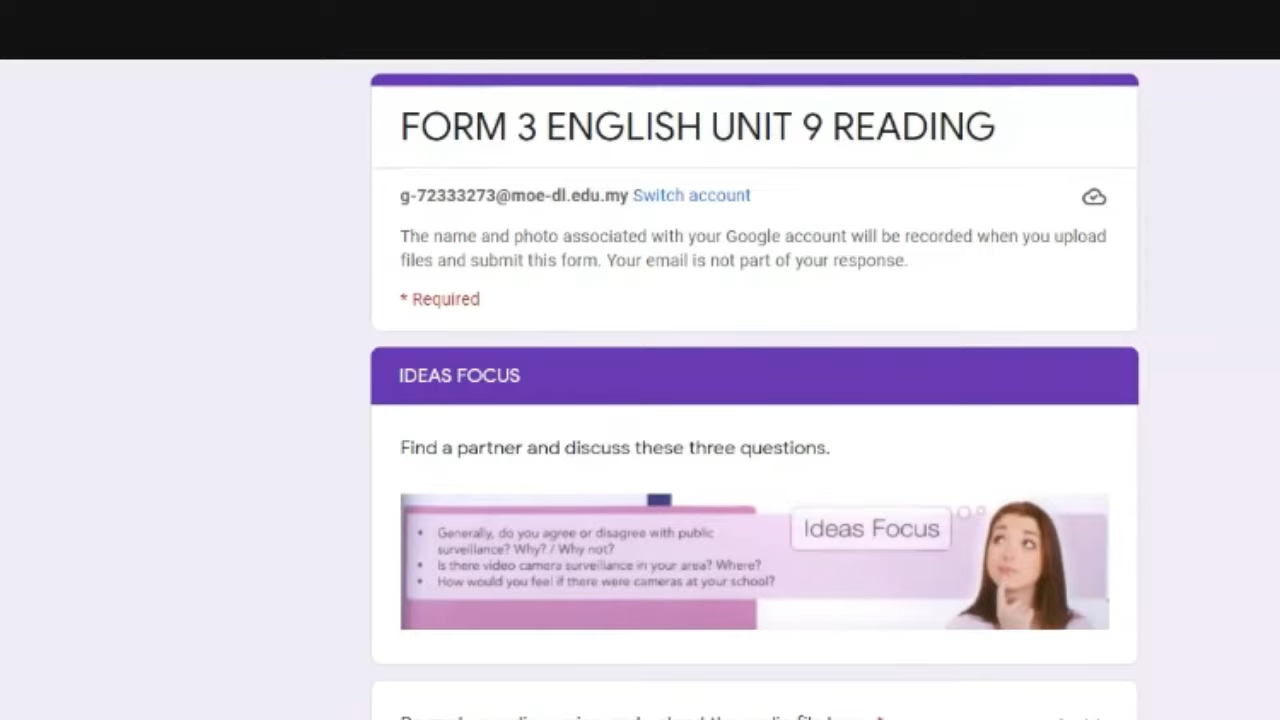 FORM 3 ENGLISH UNIT 9 READING
g-72333273@moe-dl.edu.my Switch account
The name and photo associated with your Google account will be recorded when you upload
files and submit this form. Your email is not part of your response.
* Required
IDEAS FOCUS
Find a partner and discuss these three questions.
Ideas Focus
• Generally, do you agree or disagree with public
surveillance? Why? / Why not?
• Is there video camera surveillance in your area? Where?
• How would you feel if there were cameras at your school?